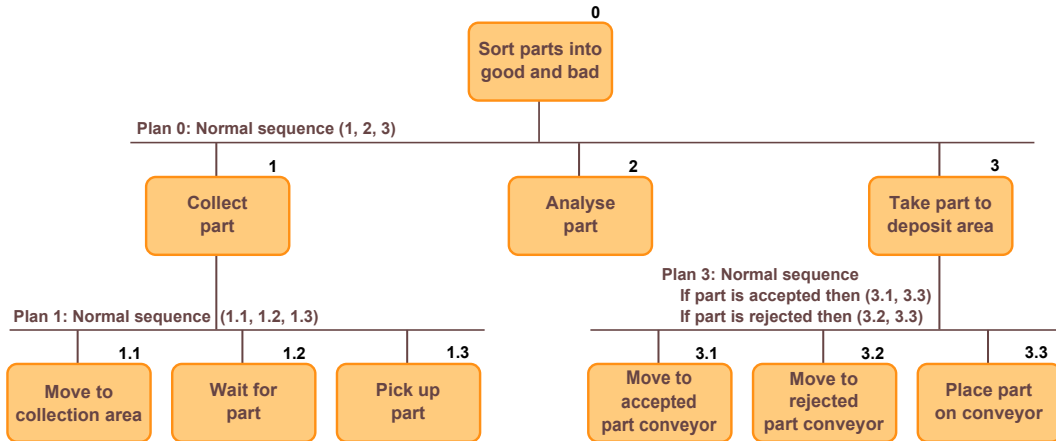 0
Sort parts into
good and bad
Plan 0: Normal sequence (1, 2, 3)
1
Collect
part
2
Analyse
part
3
Take part to
deposit area
Plan 1: Normal sequence (1.1, 1.2, 1.3)
Plan 3: Normal sequence
If part is accepted then (3.1, 3.3)
If part is rejected then (3.2, 3.3)
1.1
Move to
collection area
1.2
Wait for
part
1.3
Pick up
part
3.1
Move to
accepted
part conveyor
3.2
Move to
rejected
part conveyor
3.3
Place part
on conveyor